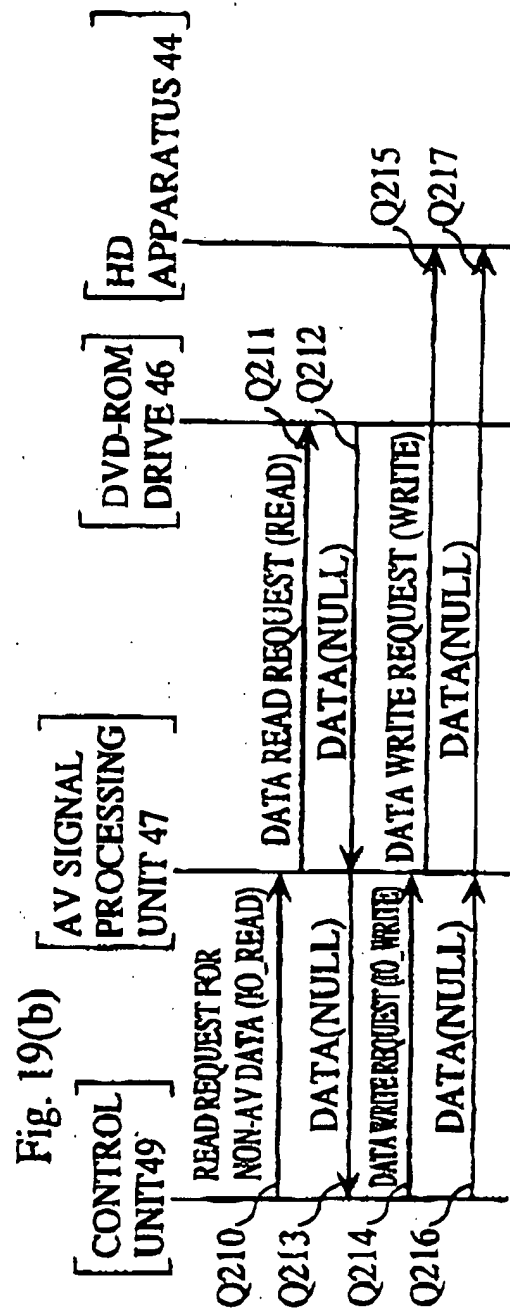 Fig. 19(b)
CONTROL
UNIT49
AV SIGNAL
PROCESSING
UNIT 47
DVD-ROM
DRIVE 46
HD
APPARATUS 44
Q210
READ REQUEST FOR
NON-AV DATA (IO_READ)
DATA READ REQUEST (READ)
Q211
Q213
DATA(NULL)
DATA(NULL)
Q212
Q214
DATA WRITE REQUEST (IO_WRITE)
DATA WRITE REQUEST (WRITE)
Q215
Q216
DATA(NULL)
DATA(NULL)
Q217